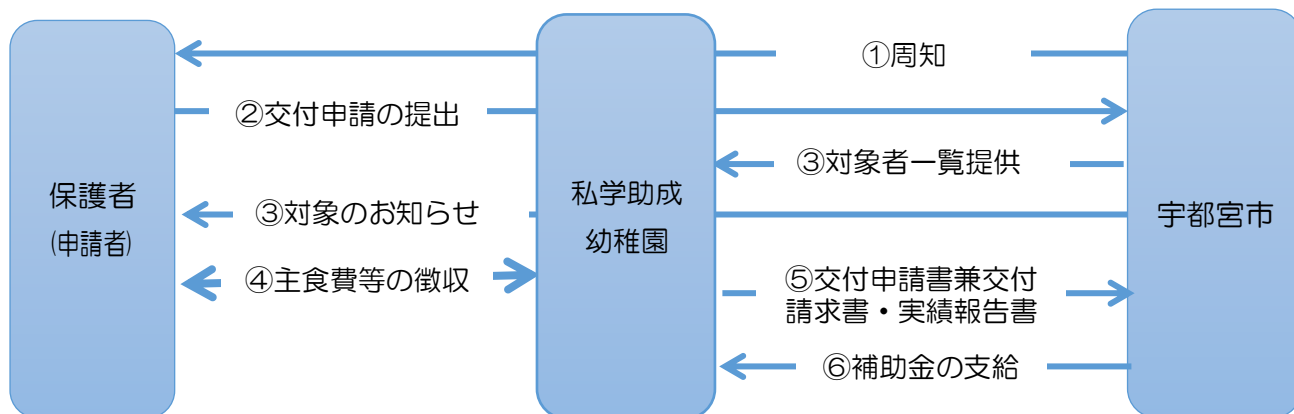 ①周知
②交付申請の提出
③対象者一覧提供
保護者
(申請者)
③対象のお知らせ
私学助成
幼稚園
宇都宮市
④主食費等の徴収
⑤交付申請書兼交付
請求書・実績報告書
⑥補助金の支給